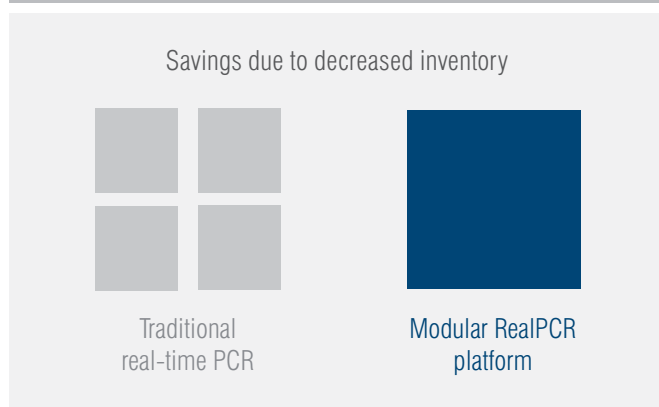 Savings due to decreased inventory
Traditional
real-time PCR
Modular RealPCR
platform